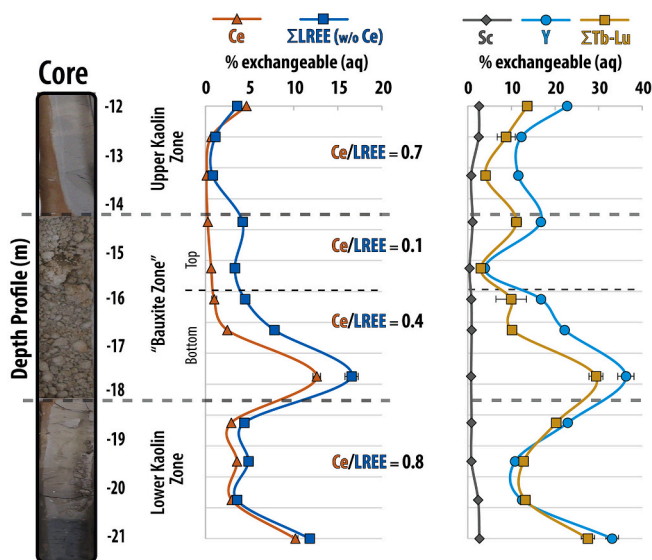 Ce
ΣLREE (w/o Ce)
% exchangeable (aq)
0
5
10
15
20
Sc
Y
ΣTb-Lu
% exchangeable (aq)
0
10
20
30
40
Core
Depth Profile (m)
-12
-13
-14
-15
-16
-17
-18
-19
-20
-21
Upper Kaolin
Zone
"Bauxite Zone"
Top
Bottom
Lower Kaolin
Zone
Ce/LREE = 0.7
Ce/LREE = 0.1
Ce/LREE = 0.4
Ce/LREE = 0.8